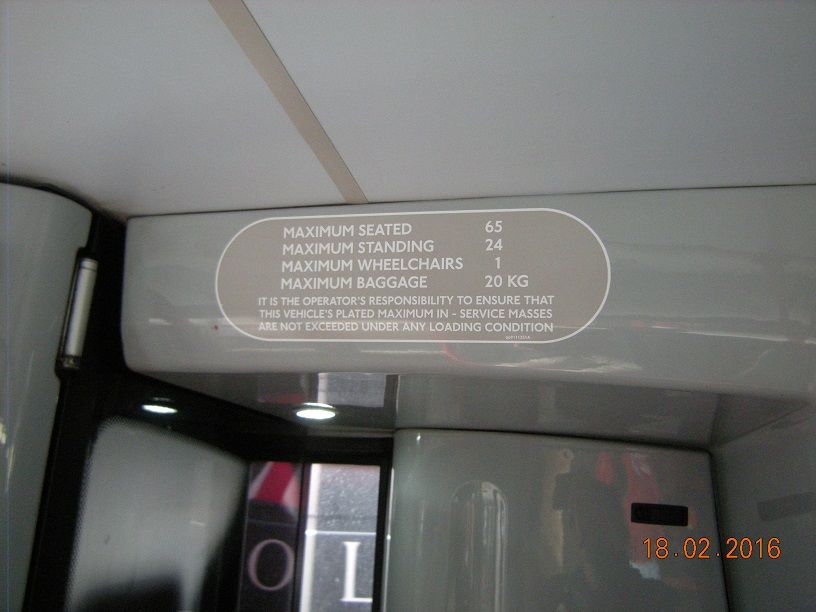 MAXIMUM SEATED 65
MAXIMUM STANDING 24
MAXIMUM WHEELCHAIRS 1
MAXIMUM BAGGAGE 20 KG
IT IS THE OPERATOR'S RESPONSIBILITY TO ENSURE THAT
THIS VEHICLE'S PLATED MAXIMUM IN - SERVICE MASSES
ARE NOT EXCEEDED UNDER ANY LOADING CONDITION
O L
18.02.2016